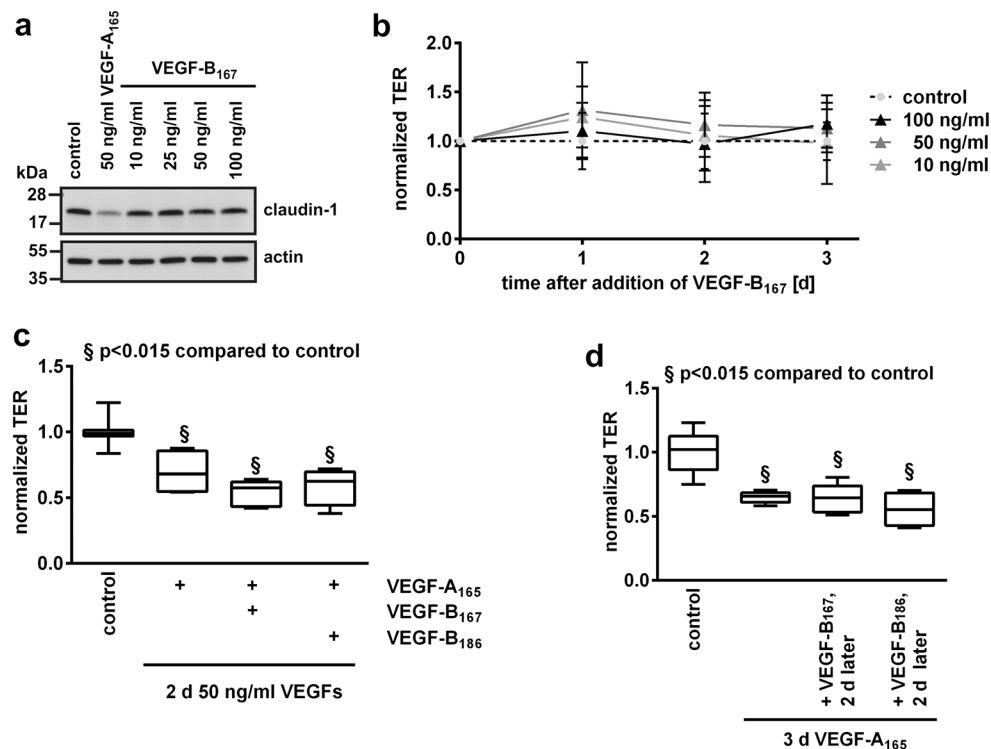 a
control
50 ng/ml VEGF-A165
VEGF-B167
10 ng/ml
25 ng/ml
50 ng/ml
100 ng/ml
kDa
28
17
claudin-1
55
35
actin
b
normalized TER
2.0
1.5
1.0
0.5
0.0
0 1 2 3
time after addition of VEGF-B167 [d]
control
100 ng/ml
50 ng/ml
10 ng/ml
c
§ p<0.015 compared to control
normalized TER
1.5
1.0
0.5
0.0
§ § §
control
+ + + VEGF-A165
+ VEGF-B167
+ VEGF-B186
2 d 50 ng/ml VEGFs
d
§ p<0.015 compared to control
normalized TER
1.5
1.0
0.5
0.0
§ § §
control
+ VEGF-B167,
2 d later
+ VEGF-B186,
2 d later
3 d VEGF-A165